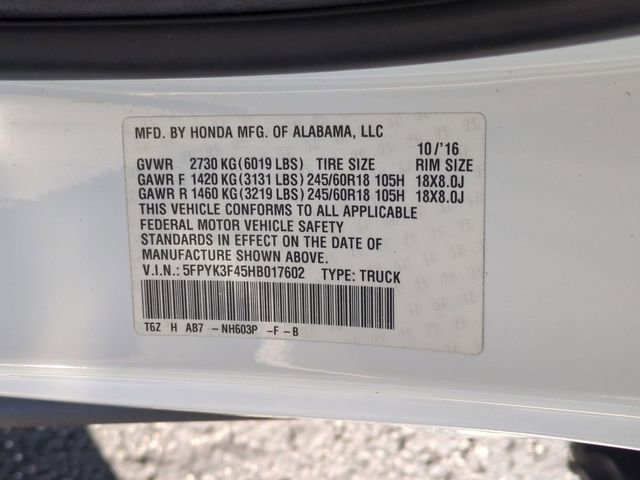 MFD. BY HONDA MFG. OF ALABAMA, LLC
10/'16
GVWR 2730 KG(6019 LBS) TIRE SIZE RIM SIZE
GAWR F 1420 KG(3131 LBS) 245/60R18 105H 18X8.0J
GAWR R 1460 KG(3219 LBS) 245/60R18 105H 18X8.0J
THIS VEHICLE CONFORMS TO ALL APPLICABLE
FEDERAL MOTOR VEHICLE SAFETY
STANDARDS IN EFFECT ON THE DATE OF
MANUFACTURE SHOWN ABOVE.
V.I.N.: 5FPYK3F45HB017602 TYPE: TRUCK
T6Z H AB7 -NH603P -F-B